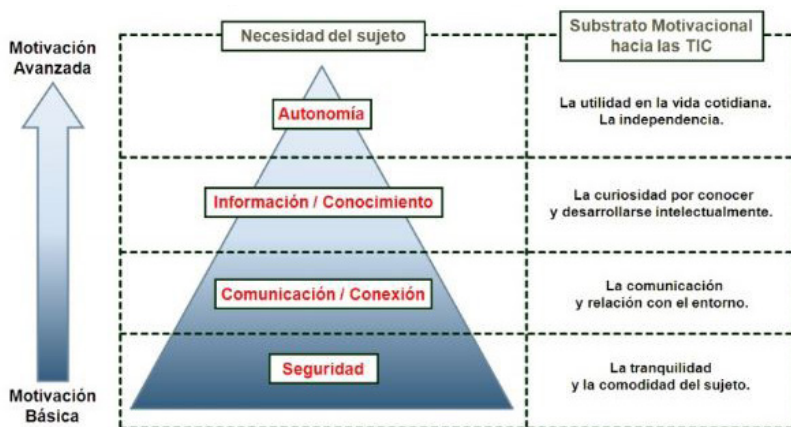 Necesidad del sujeto
Substrato Motivacional
hacia las TIC
Motivación
Avanzada
Autonomía
La utilidad en la vida cotidiana.
La independencia.
Información / Conocimiento
La curiosidad por conocer
y desarrollarse intelectualmente.
Comunicación / Conexión
La comunicación
y relación con el entorno.
Seguridad
La tranquilidad
y la comodidad del sujeto.
Motivación
Básica